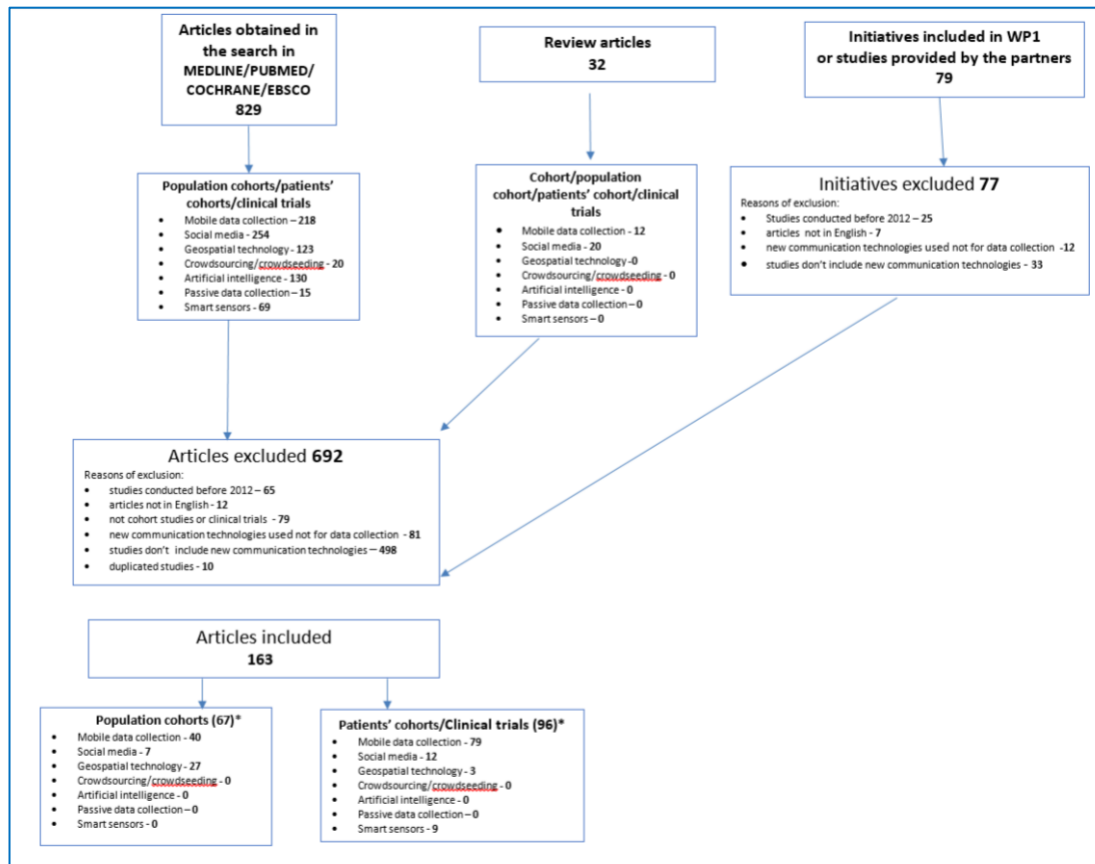 Articles obtained
in the search in
MEDLINE/PUBMED/
COCHRANE/EBSCO
829
Review articles
32
Initiatives included in WP1
or studies provided by the partners
79
Population cohorts/patients'
cohorts/clinical trials
• Mobile data collection – 218
• Social media - 254
• Geospatial technology - 123
• Crowdsourcing/crowdseeding - 20
• Artificial intelligence - 130
• Passive data collection – 15
• Smart sensors - 69
Cohort/population
cohort/patients' cohort/clinical
trials
• Mobile data collection - 12
• Social media - 20
• Geospatial technology -0
• Crowdsourcing/crowdseeding - 0
• Artificial intelligence - 0
• Passive data collection – 0
• Smart sensors – 0
Initiatives excluded 77
Reasons of exclusion:
• Studies conducted before 2012 – 25
• articles not in English - 7
• new communication technologies used not for data collection -12
• studies don't include new communication technologies - 33
Articles excluded 692
Reasons of exclusion:
• studies conducted before 2012 – 65
• articles not in English - 12
• not cohort studies or clinical trials - 79
• new communication technologies used not for data collection - 81
• studies don't include new communication technologies – 498
• duplicated studies - 10
Articles included
163
Population cohorts (67)*
• Mobile data collection - 40
• Social media - 7
• Geospatial technology - 27
• Crowdsourcing/crowdseeding - 0
• Artificial intelligence - 0
• Passive data collection – 0
• Smart sensors - 0
Patients' cohorts/Clinical trials (96)*
• Mobile data collection - 79
• Social media - 12
• Geospatial technology - 3
• Crowdsourcing/crowdseeding - 0
• Artificial intelligence - 0
• Passive data collection – 0
• Smart sensors - 9